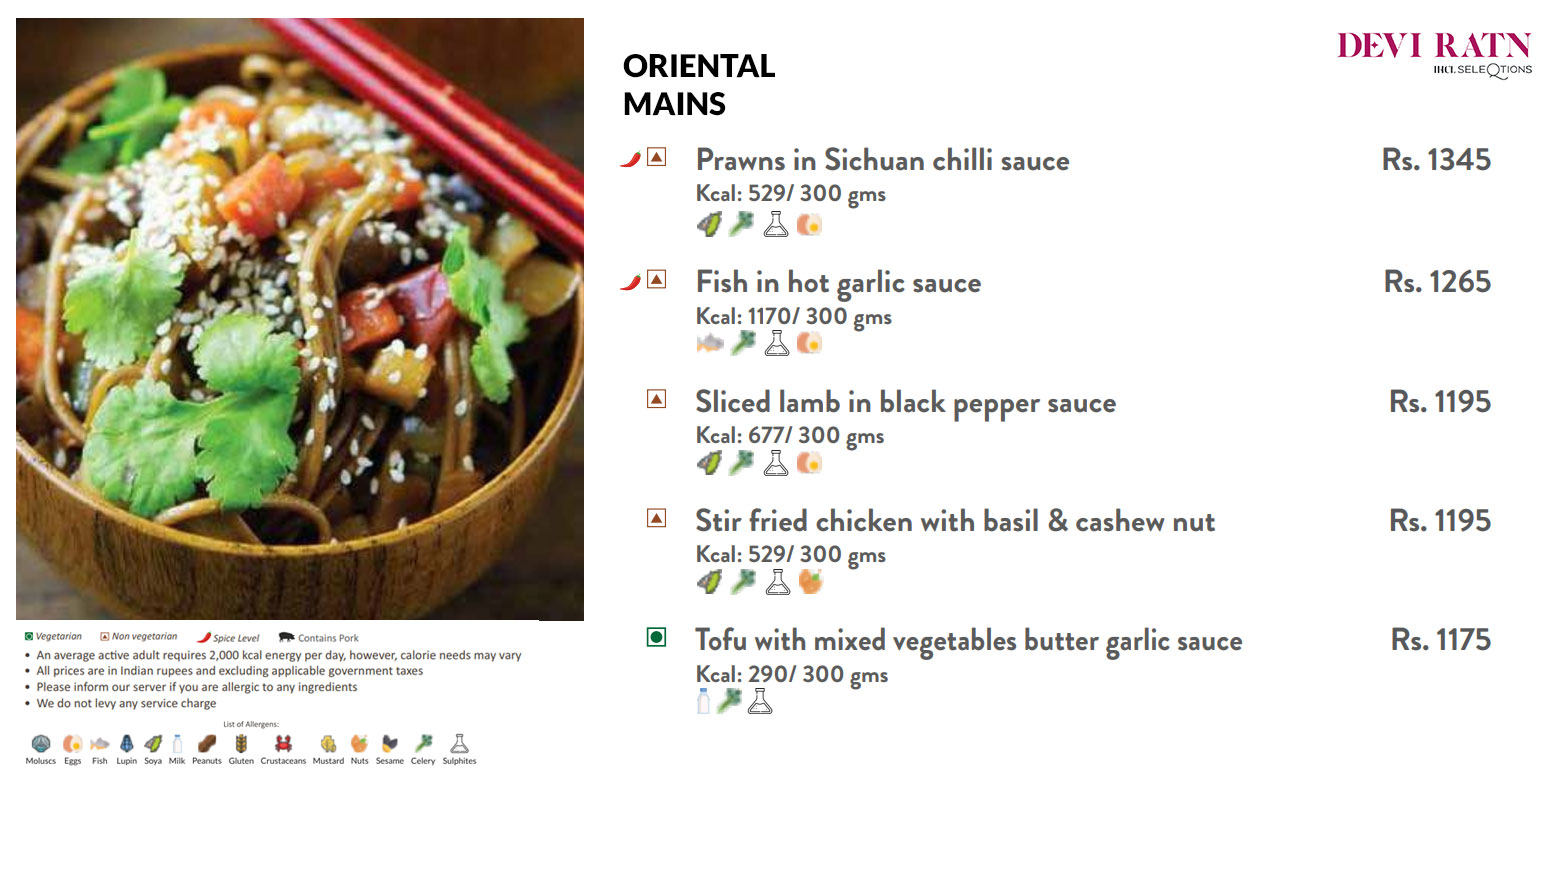 DEVI RATN
IHCL SELEQTIONS
ORIENTAL
MAINS
Prawns in Sichuan chilli sauce Rs. 1345
Kcal: 529/ 300 gms
Fish in hot garlic sauce Rs. 1265
Kcal: 1170/ 300 gms
Sliced lamb in black pepper sauce Rs. 1195
Kcal: 677/ 300 gms
Stir fried chicken with basil & cashew nut Rs. 1195
Kcal: 529/ 300 gms
Tofu with mixed vegetables butter garlic sauce Rs. 1175
Kcal: 290/ 300 gms
Vegetarian Non vegetarian Spice Level Contains Pork
• An average active adult requires 2,000 kcal energy per day, however, calorie needs may vary
• All prices are in Indian rupees and excluding applicable government taxes
• Please inform our server if you are allergic to any ingredients
• We do not levy any service charge
List of Allergens:
Moluscs Eggs Fish Lupin Soya Milk Peanuts Gluten Crustaceans Mustard Nuts Sesame Celery Sulphites